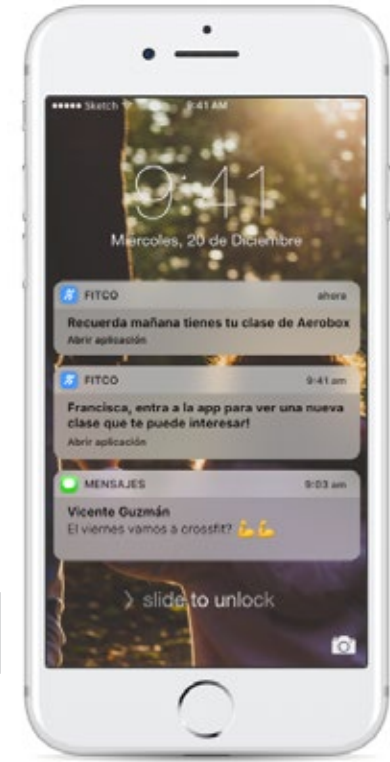 Sketch 9:41 AM
9:41
Miércoles, 20 de Diciembre
FITCO ahora
Recuerda mañana tienes tu clase de Aerobox
Abrir aplicación
FITCO 9:41 am
Francisca, entra a la app para ver una nueva
clase que te puede interesar!
Abrir aplicación
MENSAJES 9:03 am
Vicente Guzmán
El viernes vamos a crossfit? 💪💪
> slide to unlock